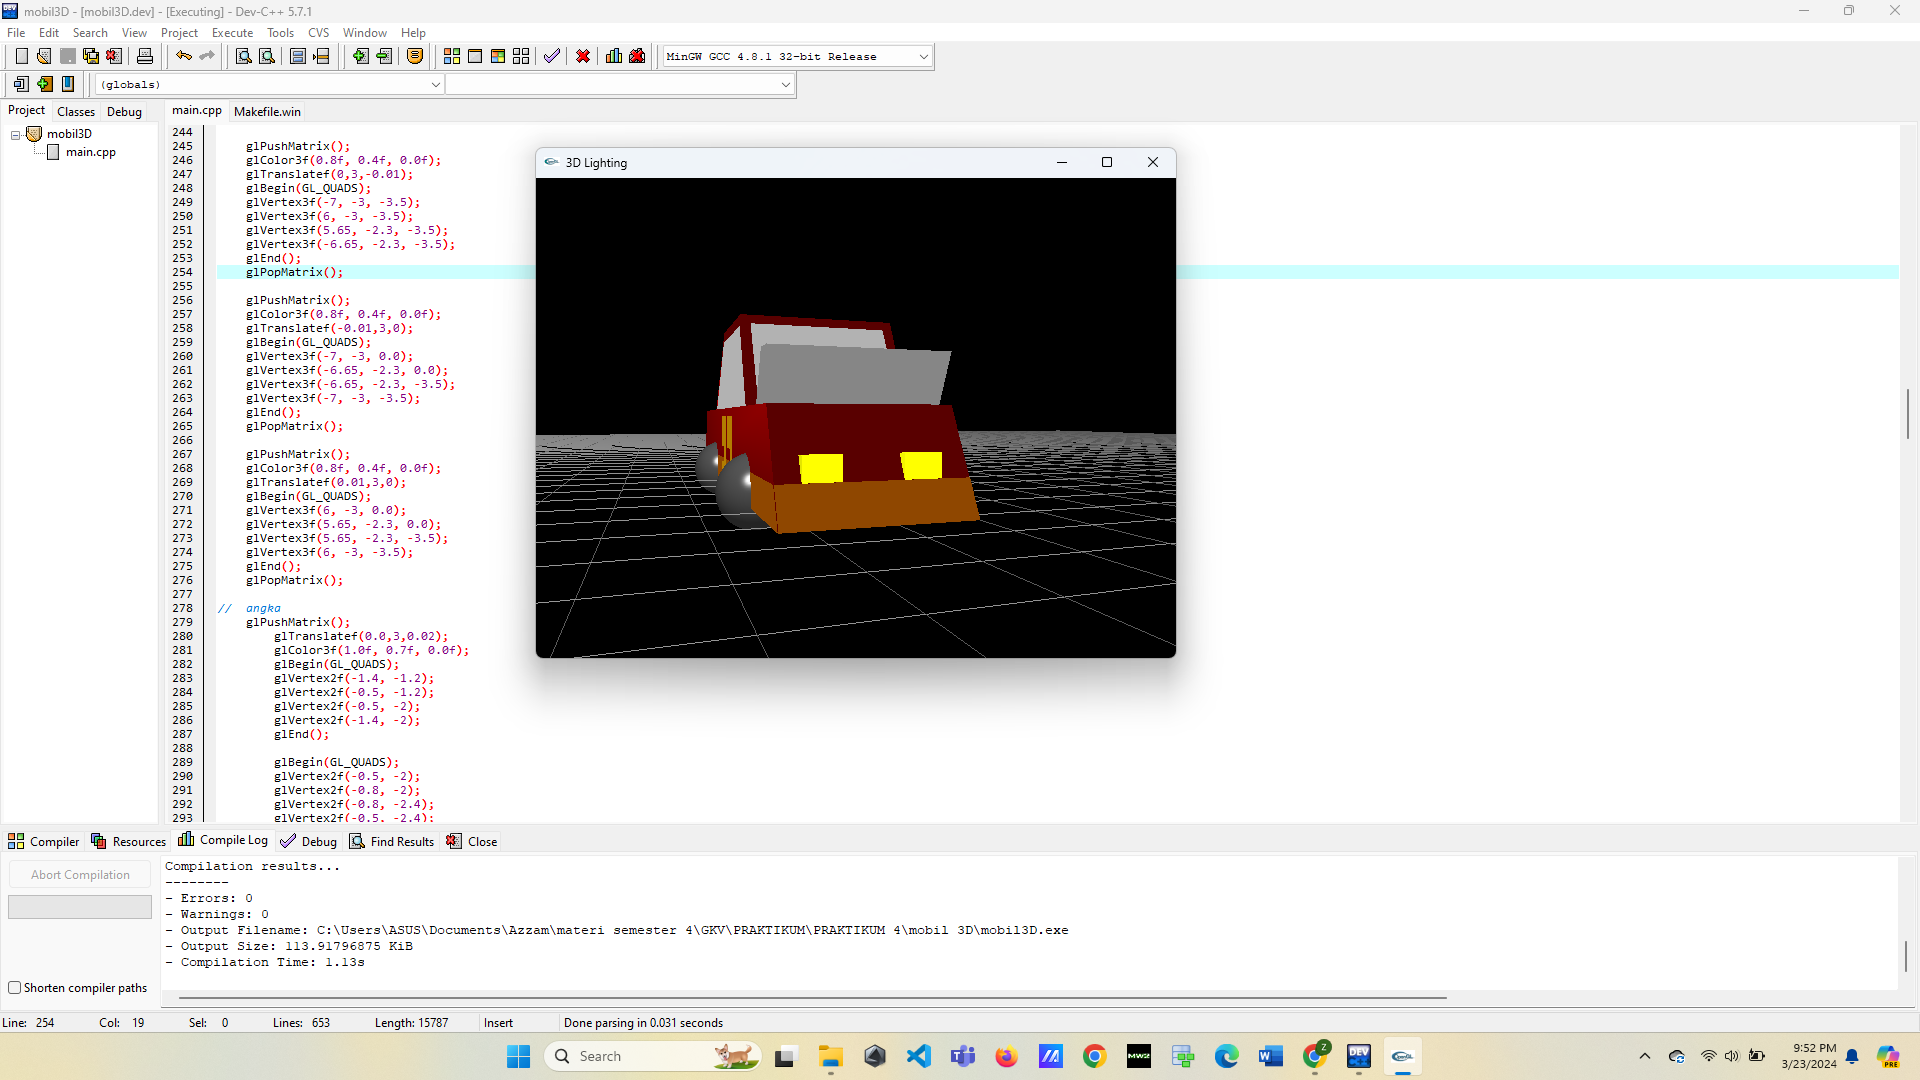 mobil3D - [mobil3D.dev] - [Executing] - Dev-C++ 5.7.1
File Edit Search View Project Execute Tools CVS Window Help
MinGW GCC 4.8.1 32-bit Release
(globals)
Project Classes Debug
main.cpp Makefile.win
mobil3D
main.cpp
244
245 glPushMatrix();
246 glColor3f(0.8f, 0.4f, 0.0f);
247 glTranslatef(0,3,-0.01);
248 glBegin(GL_QUADS);
249 glVertex3f(-7, -3, -3.5);
250 glVertex3f(6, -3, -3.5);
251 glVertex3f(5.65, -2.3, -3.5);
252 glVertex3f(-6.65, -2.3, -3.5);
253 glEnd();
254 glPopMatrix();
255
256 glPushMatrix();
257 glColor3f(0.8f, 0.4f, 0.0f);
258 glTranslatef(-0.01,3,0);
259 glBegin(GL_QUADS);
260 glVertex3f(-7, -3, 0.0);
261 glVertex3f(-6.65, -2.3, 0.0);
262 glVertex3f(-6.65, -2.3, -3.5);
263 glVertex3f(-7, -3, -3.5);
264 glEnd();
265 glPopMatrix();
266
267 glPushMatrix();
268 glColor3f(0.8f, 0.4f, 0.0f);
269 glTranslatef(0.01,3,0);
270 glBegin(GL_QUADS);
271 glVertex3f(6, -3, 0.0);
272 glVertex3f(5.65, -2.3, 0.0);
273 glVertex3f(5.65, -2.3, -3.5);
274 glVertex3f(6, -3, -3.5);
275 glEnd();
276 glPopMatrix();
277
278 // angka
279 glPushMatrix();
280 glTranslatef(0.0,3,0.02);
281 glColor3f(1.0f, 0.7f, 0.0f);
282 glBegin(GL_QUADS);
283 glVertex2f(-1.4, -1.2);
284 glVertex2f(-0.5, -1.2);
285 glVertex2f(-0.5, -2);
286 glVertex2f(-1.4, -2);
287 glEnd();
288
289 glBegin(GL_QUADS);
290 glVertex2f(-0.5, -2);
291 glVertex2f(-0.8, -2);
292 glVertex2f(-0.8, -2.4);
293 glVertex2f(-0.5, -2.4);
3D Lighting
Compiler Resources Compile Log Debug Find Results Close
Abort Compilation
Shorten compiler paths
Compilation results...
--------
- Errors: 0
- Warnings: 0
- Output Filename: C:\Users\ASUS\Documents\Azzam\materi semester 4\GKV\PRAKTIKUM\PRAKTIKUM 4\mobil 3D\mobil3D.exe
- Output Size: 113.91796875 KiB
- Compilation Time: 1.13s
Line: 254 Col: 19 Sel: 0 Lines: 653 Length: 15787 Insert Done parsing in 0.031 seconds
Search
9:52 PM
3/23/2024